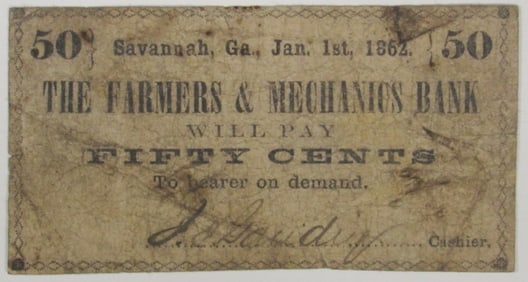 50 Savannah, Ga., Jan. 1st, 1862. 50
THE FARMERS & MECHANICS BANK
WILL PAY
FIFTY CENTS
To bearer on demand.
Cashier.